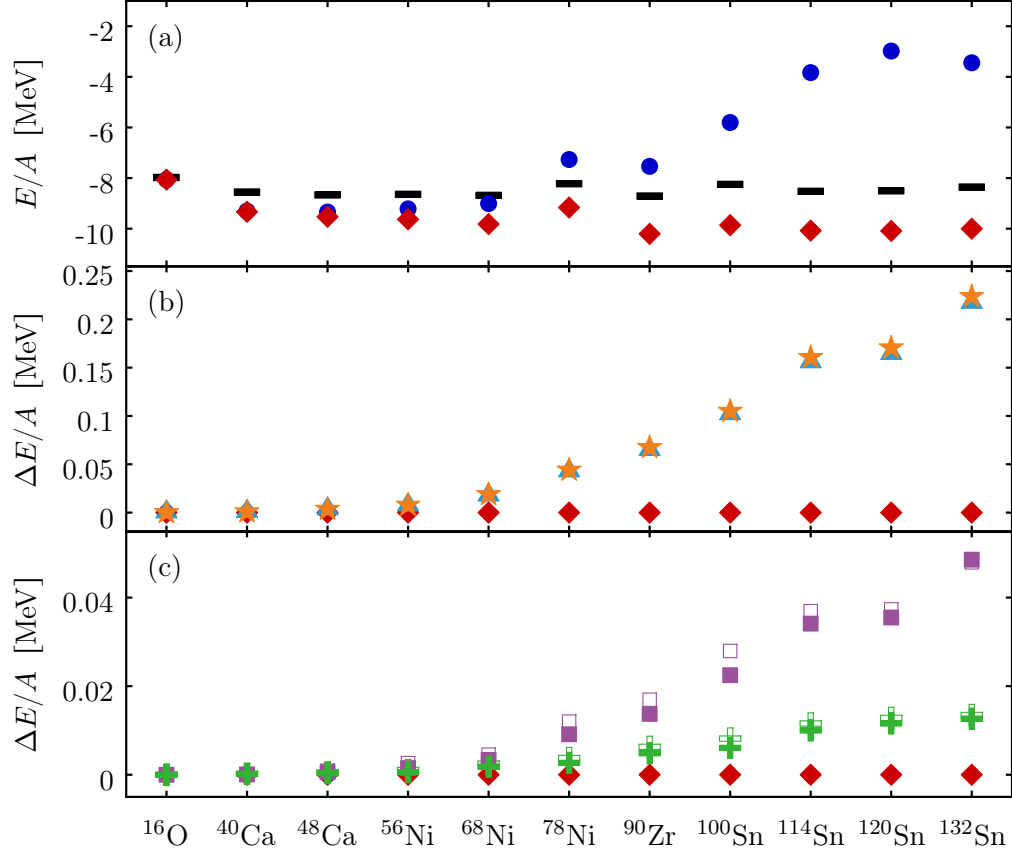 (a)
E/A [MeV]
-2
-4
-6
-8
-10
(b)
ΔE/A [MeV]
0.25
0.2
0.15
0.1
0.05
0
(c)
ΔE/A [MeV]
0.04
0.02
0
¹⁶O ⁴⁰Ca ⁴⁸Ca ⁵⁶Ni ⁶⁸Ni ⁷⁸Ni ⁹⁰Zr ¹⁰⁰Sn ¹¹⁴Sn ¹²⁰Sn ¹³²Sn